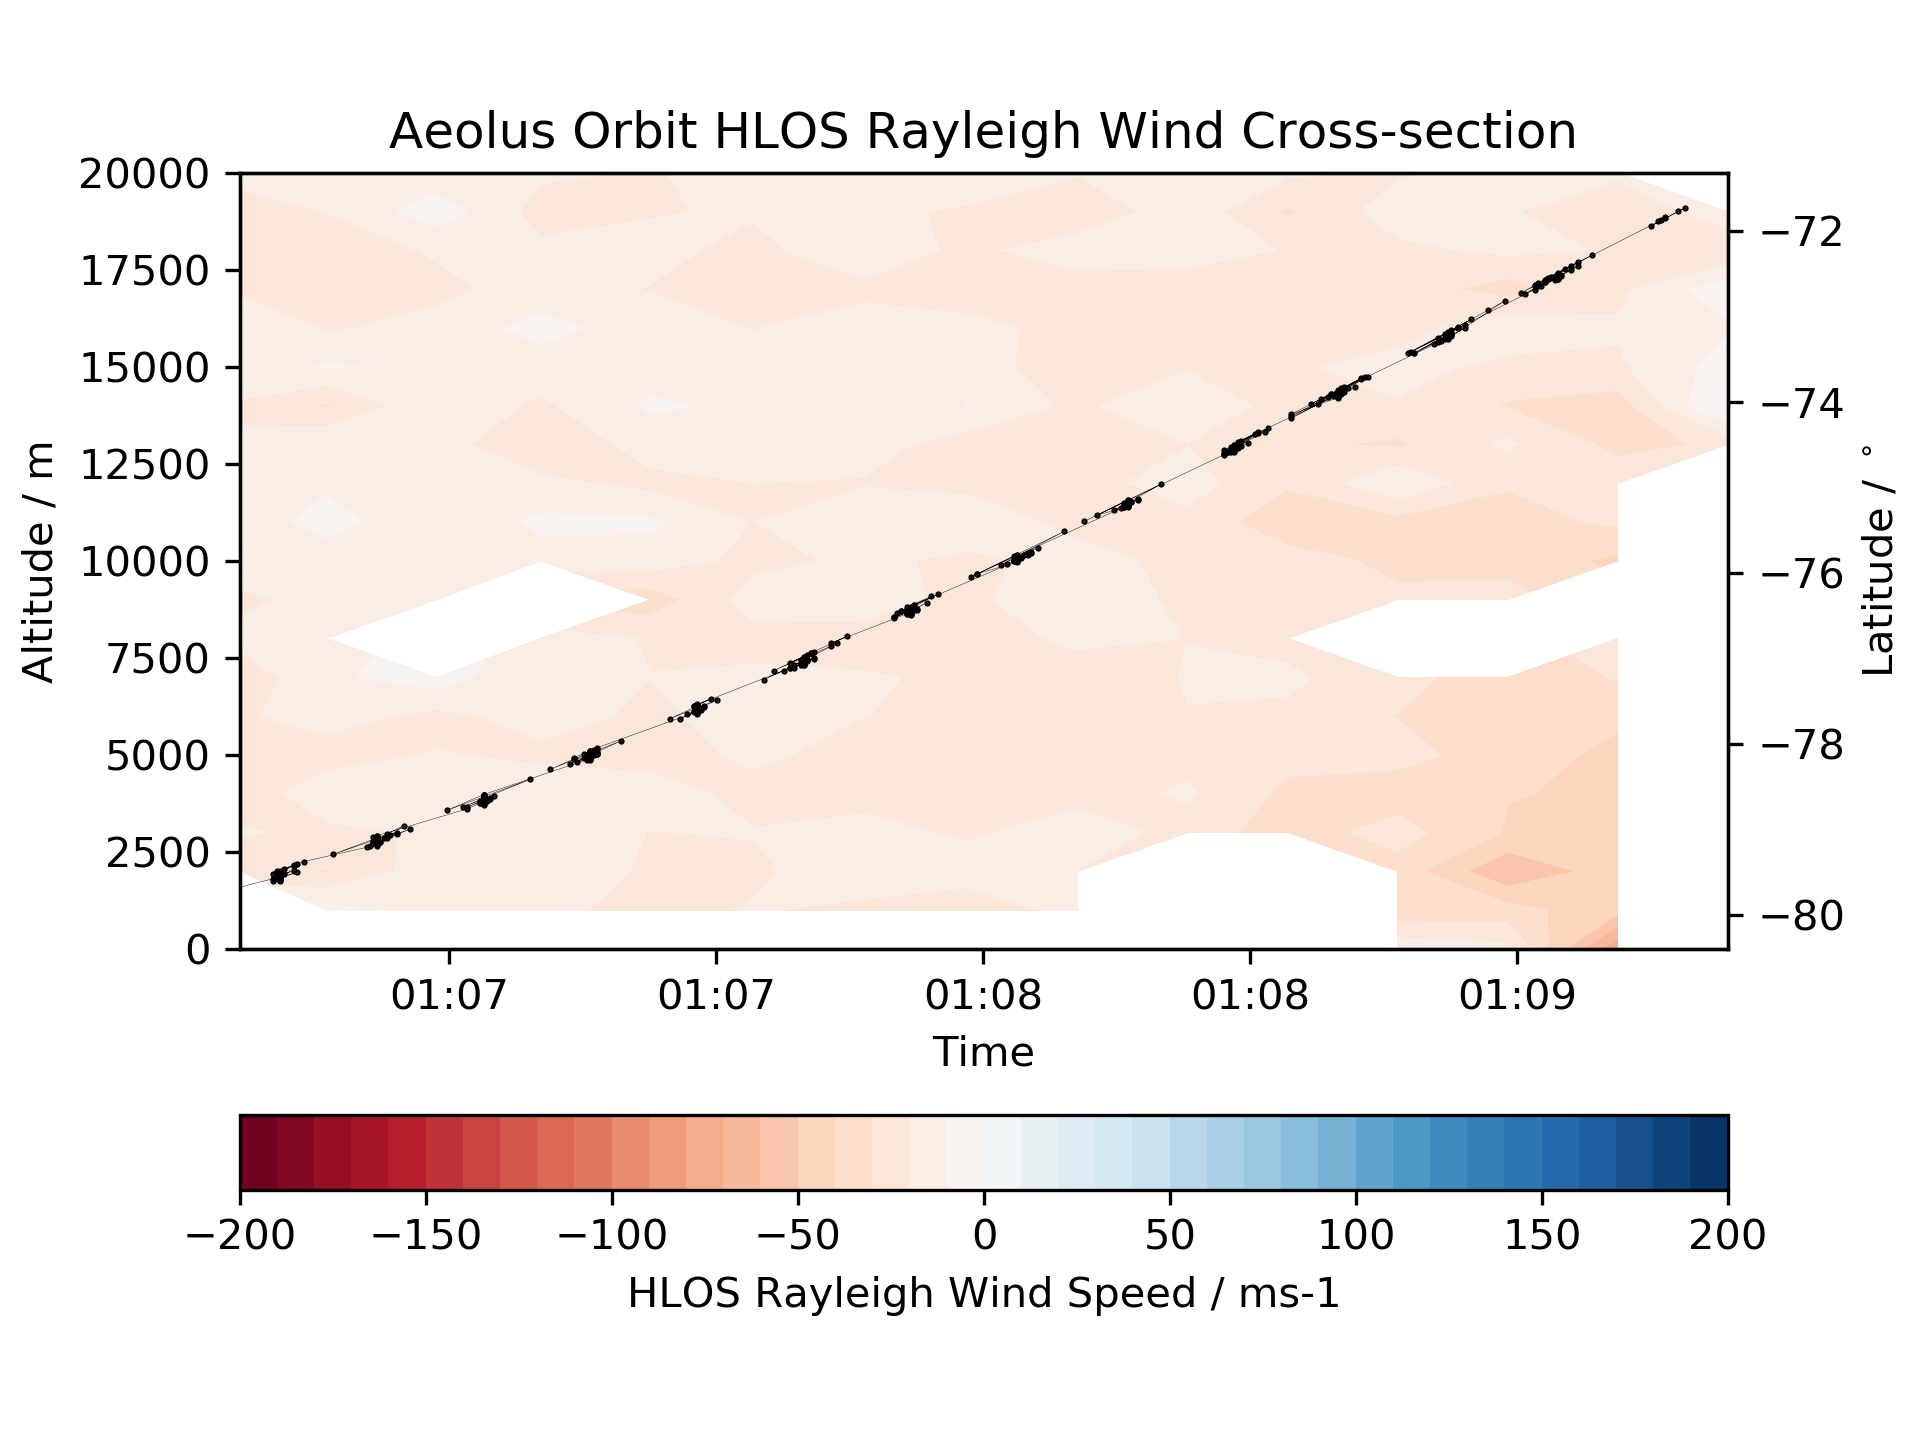 Aeolus Orbit HLOS Rayleigh Wind Cross-section
20000
17500
15000
12500
10000
7500
5000
2500
0
Altitude / m
−72
−74
−76
−78
−80
Latitude / °
01:07 01:07 01:08 01:08 01:09
Time
−200 −150 −100 −50 0 50 100 150 200
HLOS Rayleigh Wind Speed / ms-1